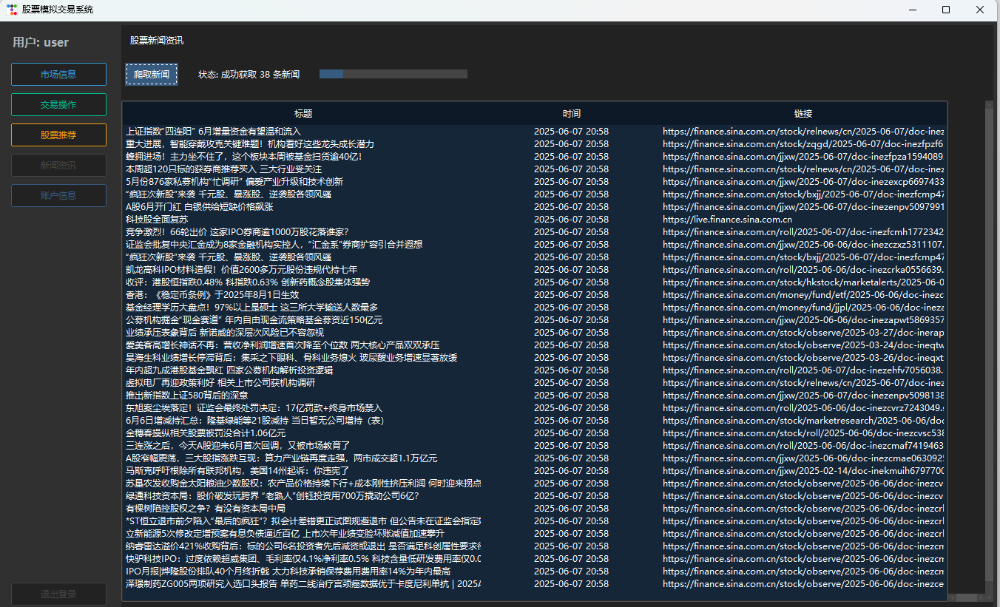 股票模拟交易系统
用户: user
市场信息
交易操作
股票推荐
新闻资讯
账户信息
退出登录
股票新闻资讯
爬取新闻 状态: 成功获取 38 条新闻
标题 时间 链接
上证指数“四连阳” 6月增量资金有望温和流入 2025-06-07 20:58 https://finance.sina.com.cn/stock/relnews/cn/2025-06-07/doc-inez
重大进展，智能穿戴攻克关键难题！机构看好这些龙头成长潜力 2025-06-07 20:58 https://finance.sina.com.cn/stock/zqgd/2025-06-07/doc-inezfpzf6
蜂拥进场！主力坐不住了，这个板块本周被基金扫货逾40亿！ 2025-06-07 20:58 https://finance.sina.com.cn/jjxw/2025-06-07/doc-inezfpza1594089
本周超120只标的获券商推荐买入 三大行业受关注 2025-06-07 20:58 https://finance.sina.com.cn/stock/relnews/cn/2025-06-07/doc-inez
5月份876家私募机构“忙调研” 偏爱产业升级和技术创新 2025-06-07 20:58 https://finance.sina.com.cn/jjxw/2025-06-07/doc-inezexcp6697433
“疯狂次新股”来袭 千元股、暴涨股、逆袭股各领风骚 2025-06-07 20:58 https://finance.sina.com.cn/stock/bxjj/2025-06-07/doc-inezfcmp47
A股6月开门红 白银供给短缺价格飙涨 2025-06-07 20:58 https://finance.sina.com.cn/jjxw/2025-06-07/doc-inezenpv5097991
科技股全面复苏 2025-06-07 20:58 https://live.finance.sina.com.cn
竞争激烈！66轮出价 这家IPO券商逾1000万股花落谁家？ 2025-06-07 20:58 https://finance.sina.com.cn/roll/2025-06-07/doc-inezfcmh1772342
证监会批复中央汇金成为8家金融机构实控人，“汇金系”券商扩容引合并遐想 2025-06-07 20:58 https://finance.sina.com.cn/jjxw/2025-06-06/doc-inezczxz5311107.
“疯狂次新股”来袭 千元股、暴涨股、逆袭股各领风骚 2025-06-07 20:58 https://finance.sina.com.cn/stock/bxjj/2025-06-07/doc-inezfcmp47
凯龙高科IPO材料造假！价值2600多万元股份违规代持七年 2025-06-07 20:58 https://finance.sina.com.cn/roll/2025-06-07/doc-inezcrka0556639.
收评：港股恒指跌0.48% 科指跌0.63% 创新药概念股集体强势 2025-06-07 20:58 https://finance.sina.com.cn/stock/hkstock/marketalerts/2025-06-0
香港：《稳定币条例》于2025年8月1日生效 2025-06-07 20:58 https://finance.sina.com.cn/money/fund/etf/2025-06-06/doc-inezc
基金经理学历大盘点！97%以上是硕士 这三所大学输送人数最多 2025-06-07 20:58 https://finance.sina.com.cn/money/fund/jjpl/2025-06-06/doc-ineza
公募机构掘金“现金赛道” 年内自由现金流策略基金募资近150亿元 2025-06-07 20:58 https://finance.sina.com.cn/jjxw/2025-06-06/doc-inezapwt5869357
业绩承压表象背后 新诺威的深层次风险已不容忽视 2025-06-07 20:58 https://finance.sina.com.cn/stock/observe/2025-03-27/doc-inerap
爱美客高增长神话不再：营收净利润增速首次降至个位数 两大核心产品双双承压 2025-06-07 20:58 https://finance.sina.com.cn/stock/observe/2025-03-24/doc-ineqtw
昊海生科业绩增长停滞背后：集采之下眼科、骨科业务熄火 玻尿酸业务增速显著放缓 2025-06-07 20:58 https://finance.sina.com.cn/stock/observe/2025-03-26/doc-ineqxt
年内超九成港股基金飘红 四家公募机构解析投资逻辑 2025-06-07 20:58 https://finance.sina.com.cn/roll/2025-06-07/doc-inezehfv7056038.
虚拟电厂再迎政策利好 相关上市公司获机构调研 2025-06-07 20:58 https://finance.sina.com.cn/stock/relnews/cn/2025-06-07/doc-inez
推出新指数上证580背后的深意 2025-06-07 20:58 https://finance.sina.com.cn/jjxw/2025-06-07/doc-inezenpv5098138
东旭案尘埃落定！证监会最终处罚决定：17亿罚款+终身市场禁入 2025-06-07 20:58 https://finance.sina.com.cn/roll/2025-06-06/doc-inezcvrz7243049.s
6月6日增减持汇总：隆基绿能等21股减持 当日暂无公司增持（表） 2025-06-07 20:58 https://finance.sina.com.cn/stock/marketresearch/2025-06-06/doc
金穗春操纵相关股票被罚没合计1.06亿元 2025-06-07 20:58 https://finance.sina.com.cn/stock/roll/2025-06-06/doc-inezcvsc538
三连涨之后，今天A股迎来6月首次回调，又被市场教育了 2025-06-07 20:58 https://finance.sina.com.cn/roll/2025-06-06/doc-inezcmaf7419463
A股窄幅震荡，三大股指涨跌互现：算力产业链再度走强，两市成交超1.1万亿元 2025-06-07 20:58 https://finance.sina.com.cn/jjxw/2025-06-06/doc-inezcmae063092
马斯克呼吁根除所有联邦机构，美国14州起诉：你违宪了 2025-06-07 20:58 https://finance.sina.com.cn/jjxw/2025-02-14/doc-inekmuih6797700
苏垦农发收购金太阳粮油少数股权：农产品价格持续下行+成本刚性挤压利润 何时迎来拐点 2025-06-07 20:58 https://finance.sina.com.cn/stock/observe/2025-06-06/doc-inezcv
绿通科技资本局：股价破发玩跨界 “老熟人”创钰投资用700万撬动公司6亿？ 2025-06-07 20:58 https://finance.sina.com.cn/stock/observe/2025-06-06/doc-inezcv
有棵树陷控股权之争？有没有资本局中局 2025-06-07 20:58 https://finance.sina.com.cn/stock/observe/2025-06-06/doc-inezcrl
*ST恒立退市前夕陷入“最后的疯狂”？拟会计差错更正试图规避退市 但公告未在证监会指定 2025-06-07 20:58 https://finance.sina.com.cn/stock/observe/2025-06-06/doc-inezcrl
立新能源5次修改定增预案有息负债逼近百亿 上市次年业绩变脸坏账减值加速攀升 2025-06-07 20:58 https://finance.sina.com.cn/stock/observe/2025-06-06/doc-inezcrl
纳睿雷达溢价421%收购背后：标的公司6名投资者先后减资或退出 是否满足科创属性要求 2025-06-07 20:58 https://finance.sina.com.cn/stock/observe/2025-06-06/doc-inezcm
快驴科技IPO：过度依赖超威集团、毛利率仅4.1%净利率0.5% 科技含量低研发费用率仅0.0 2025-06-07 20:58 https://finance.sina.com.cn/stock/observe/2025-06-06/doc-inezcm
IPO月报|烨隆股份排队40个月终折戟 太力科技承销保荐费用费用率14%为年内最高 2025-06-07 20:58 https://finance.sina.com.cn/stock/observe/2025-06-06/doc-inezcm
泽璟制药ZG005两项研究入选口头报告 单药二线治疗宫颈癌数据优于卡度尼利单抗 | 2025A 2025-06-07 20:58 https://finance.sina.com.cn/stock/observe/2025-06-06/doc-inezce